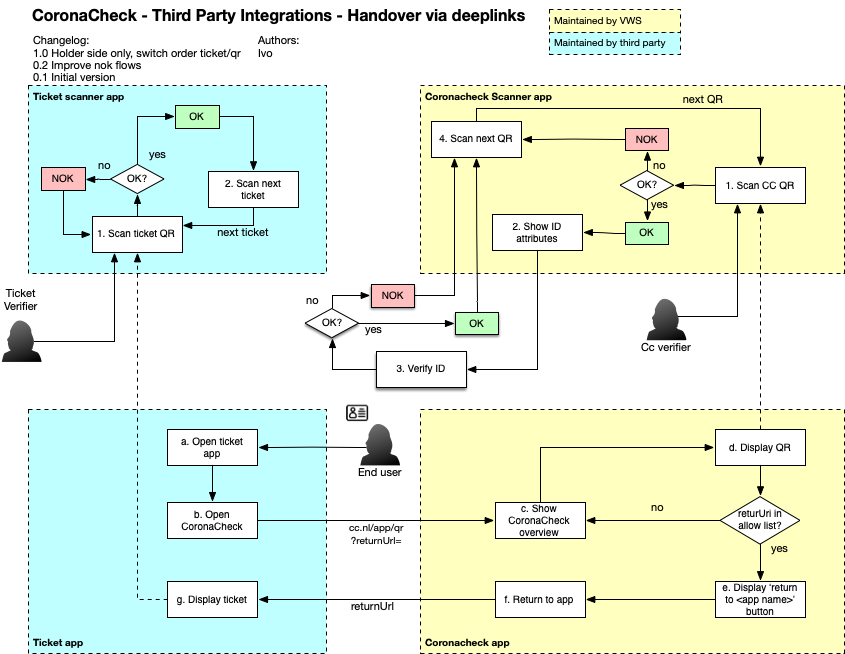 CoronaCheck - Third Party Integrations - Handover via deeplinks
Maintained by VWS
Maintained by third party
Changelog:
1.0 Holder side only, switch order ticket/qr
0.2 Improve nok flows
0.1 Initial version
Authors:
Ivo
Ticket scanner app
OK
yes
no
NOK
OK?
2. Scan next
ticket
1. Scan ticket QR
next ticket
Coronacheck Scanner app
next QR
4. Scan next QR
NOK
no
OK?
1. Scan CC QR
yes
2. Show ID
attributes
OK
Ticket
Verifier
no
NOK
OK?
yes
OK
3. Verify ID
Cc verifier
a. Open ticket
app
End user
b. Open
CoronaCheck
cc.nl/app/qr
?returnUrl=
g. Display ticket
returnUrl
Ticket app
d. Display QR
c. Show
CoronaCheck
overview
no
returUri in
allow list?
yes
f. Return to app
e. Display 'return
to <app name>'
button
Coronacheck app